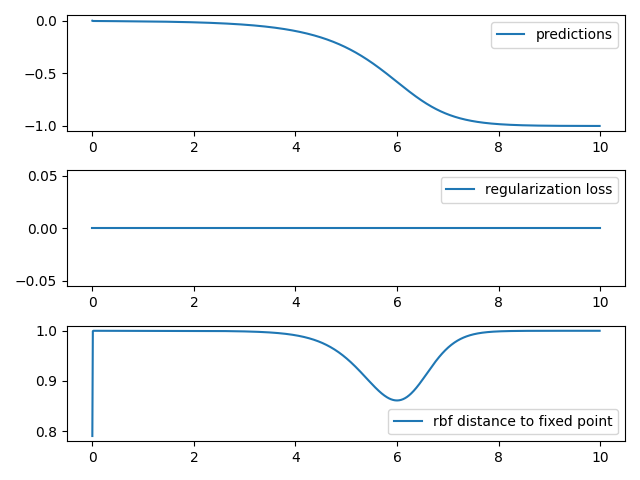 0.0
−0.5
−1.0
predictions
0 2 4 6 8 10
0.05
0.00
−0.05
regularization loss
0 2 4 6 8 10
1.0
0.9
0.8
rbf distance to fixed point
0 2 4 6 8 10